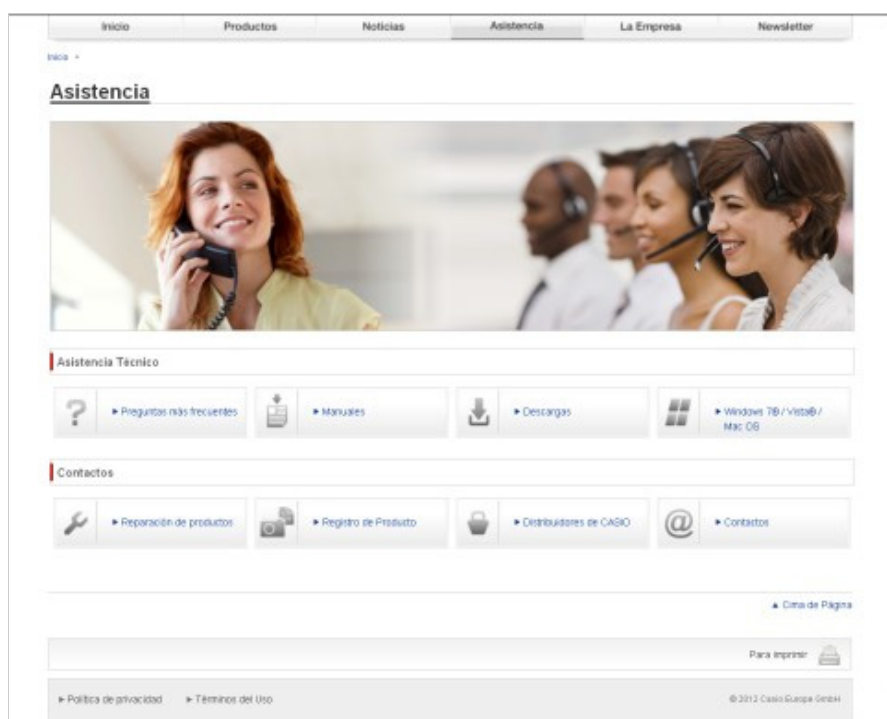 Inicio Productos Noticias Asistencia La Empresa Newsletter
Inicio
Asistencia
Asistencia Técnico
Preguntas más frecuentes Manuales Descargas Windows 7® / Vista® /
Mac OS
Contactos
Reparación de productos Registro de Producto Distribuidores de CASIO @ Contactos
Cima de Página
Para imprimir
Política de privacidad Términos del Uso © 2012 Casio Europe GmbH